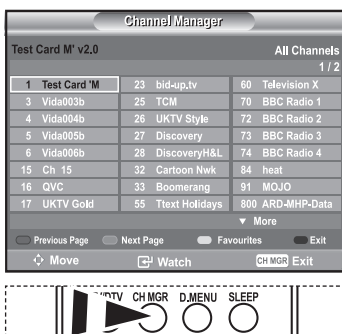 Channel Manager
Test Card M' v2.0 All Channels
1 / 2
1 Test Card 'M 23 bid-up.tv 60 Television X
3 Vida003b 25 TCM 70 BBC Radio 1
4 Vida004b 26 UKTV Style 72 BBC Radio 2
5 Vida005b 27 Discovery 73 BBC Radio 3
6 Vida006b 28 DiscoveryH&L 74 BBC Radio 4
15 Ch 15 32 Cartoon Nwk 84 heat
16 QVC 33 Boomerang 91 MOJO
17 UKTV Gold 55 Ttext Holidays 800 ARD-MHP-Data
▼ More
Previous Page Next Page Favourites Exit
Move Watch CH MGR Exit
/DTV CH MGR D.MENU SLEEP